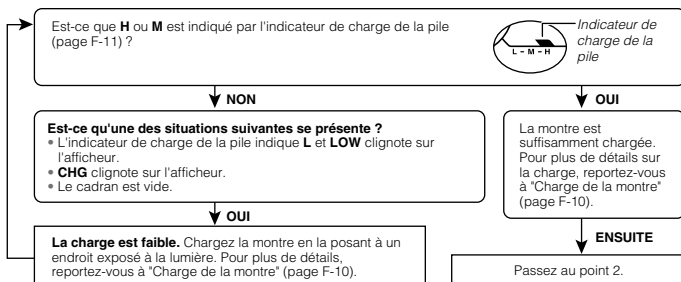 Est-ce que H ou M est indiqué par l'indicateur de charge de la pile
(page F-11) ?
L – M – H
Indicateur de
charge de la
pile
NON
OUI
Est-ce qu'une des situations suivantes se présente ?
• L'indicateur de charge de la pile indique L et LOW clignote sur
l'afficheur.
• CHG clignote sur l'afficheur.
• Le cadran est vide.
La montre est
suffisamment chargée.
Pour plus de détails sur
la charge, reportez-vous
à "Charge de la montre"
(page F-10).
OUI
ENSUITE
La charge est faible. Chargez la montre en la posant à un
endroit exposé à la lumière. Pour plus de détails,
reportez-vous à "Charge de la montre" (page F-10).
Passez au point 2.